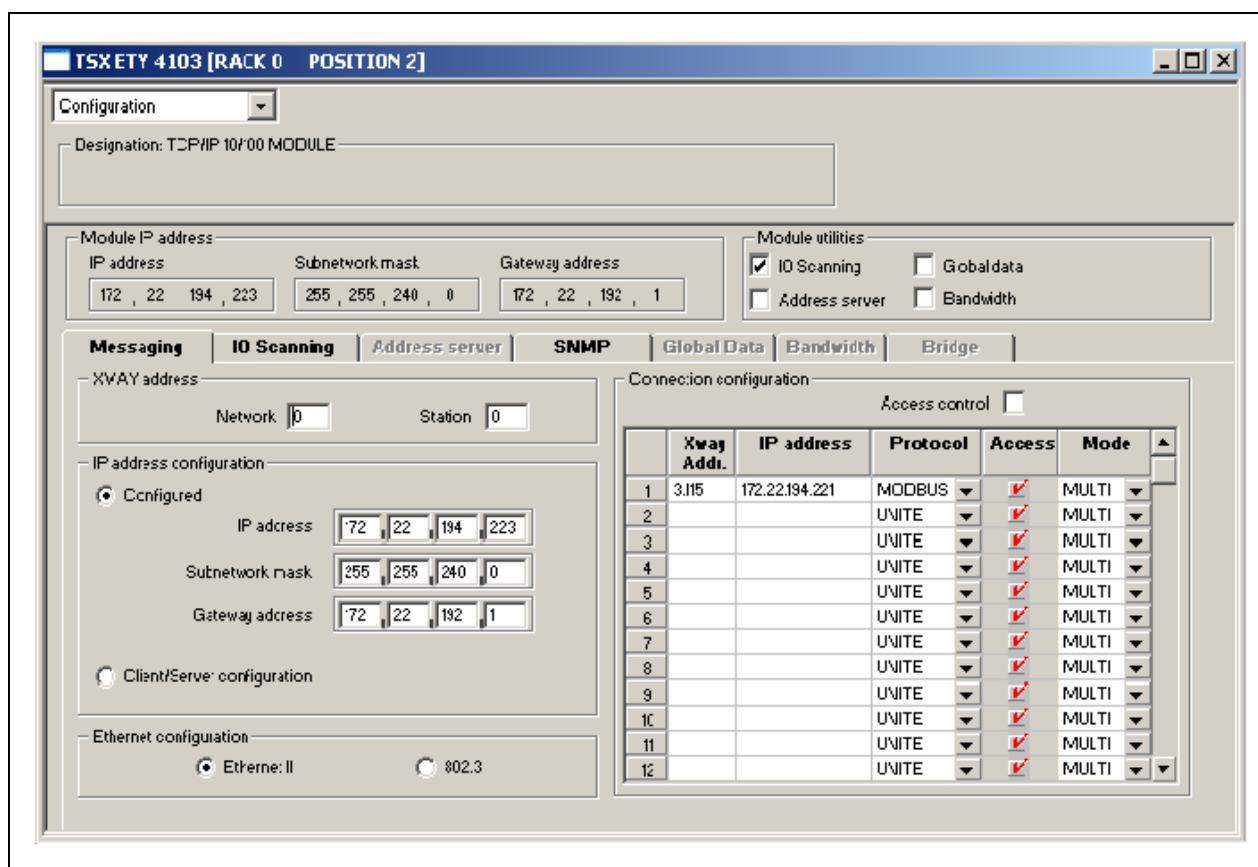 TSX ETY 4103 [RACK 0 POSITION 2]
Configuration
Designation: TCP/IP 10/100 MODULE
Module IP address
IP address Subnetwork mask Gateway address
172 , 22 194 , 223 255 , 255 , 240 , 0 172 , 22 , 192 , 1
Module utilities
IO Scanning Global data
Address server Bandwidth
Messaging IO Scanning Address server SNMP Global Data Bandwidth Bridge
XWAY address
Network 0 Station 0
IP address configuration
Configured
IP address 172 . 22 . 194 . 223
Subnetwork mask 255 . 255 . 240 . 0
Gateway address 172 . 22 . 192 . 1
Client/Server configuration
Ethernet configuration
Ethernet II 802.3
Connection configuration
Access control
Xway Addr. IP address Protocol Access Mode
1 172.22.194.221 MODBUS MULTI
2 UNITE MULTI
3 UNITE MULTI
4 UNITE MULTI
5 UNITE MULTI
6 UNITE MULTI
7 UNITE MULTI
8 UNITE MULTI
9 UNITE MULTI
10 UNITE MULTI
11 UNITE MULTI
12 UNITE MULTI